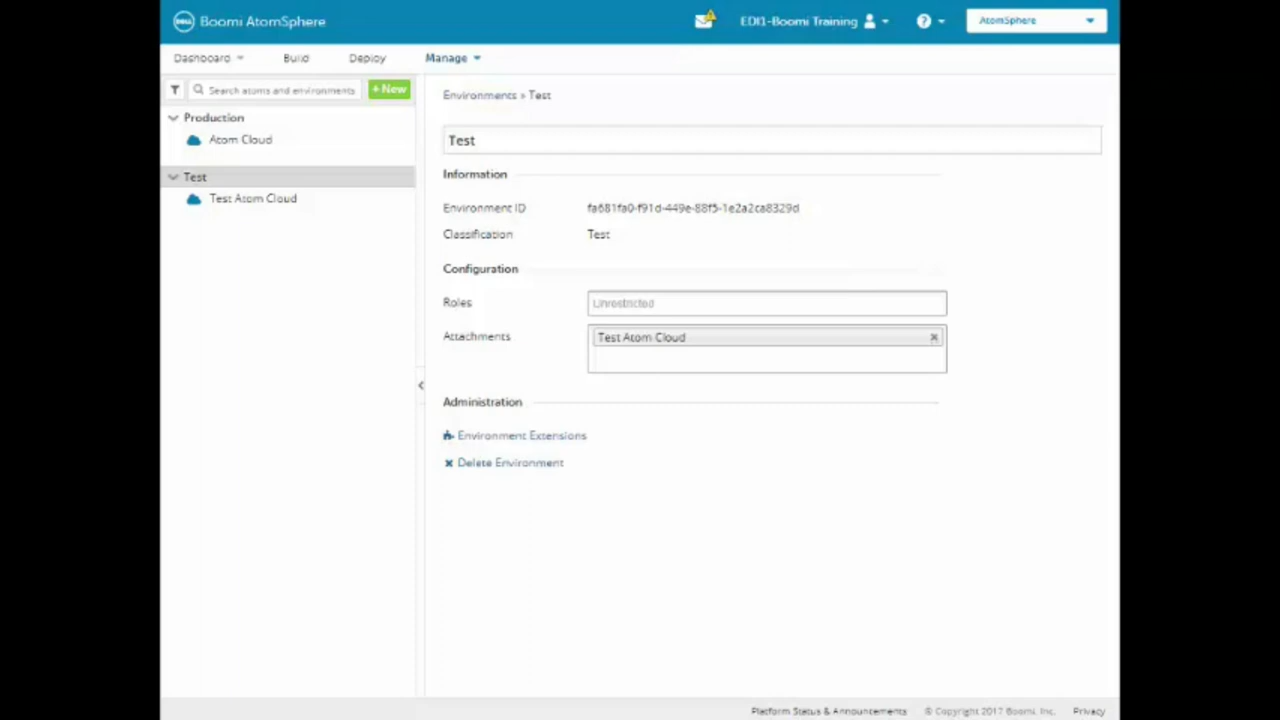 DELL Boomi AtomSphere
EDI1-Boomi Training
?
AtomSphere
Dashboard
Build
Deploy
Manage
Search atoms and environments
+ New
Production
Atom Cloud
Test
Test Atom Cloud
Environments » Test
Test
Information
Environment ID fa681fa0-f91d-449e-88f5-1e2a2ca8329d
Classification Test
Configuration
Roles Unrestricted
Attachments Test Atom Cloud
Administration
Environment Extensions
Delete Environment
Platform Status & Announcements © Copyright 2017 Boomi, Inc. Privacy